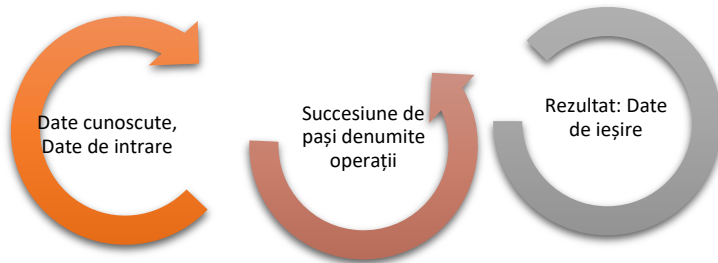 Date cunoscute,
Date de intrare
Succesiune de
pași denumite
operații
Rezultat: Date
de ieșire